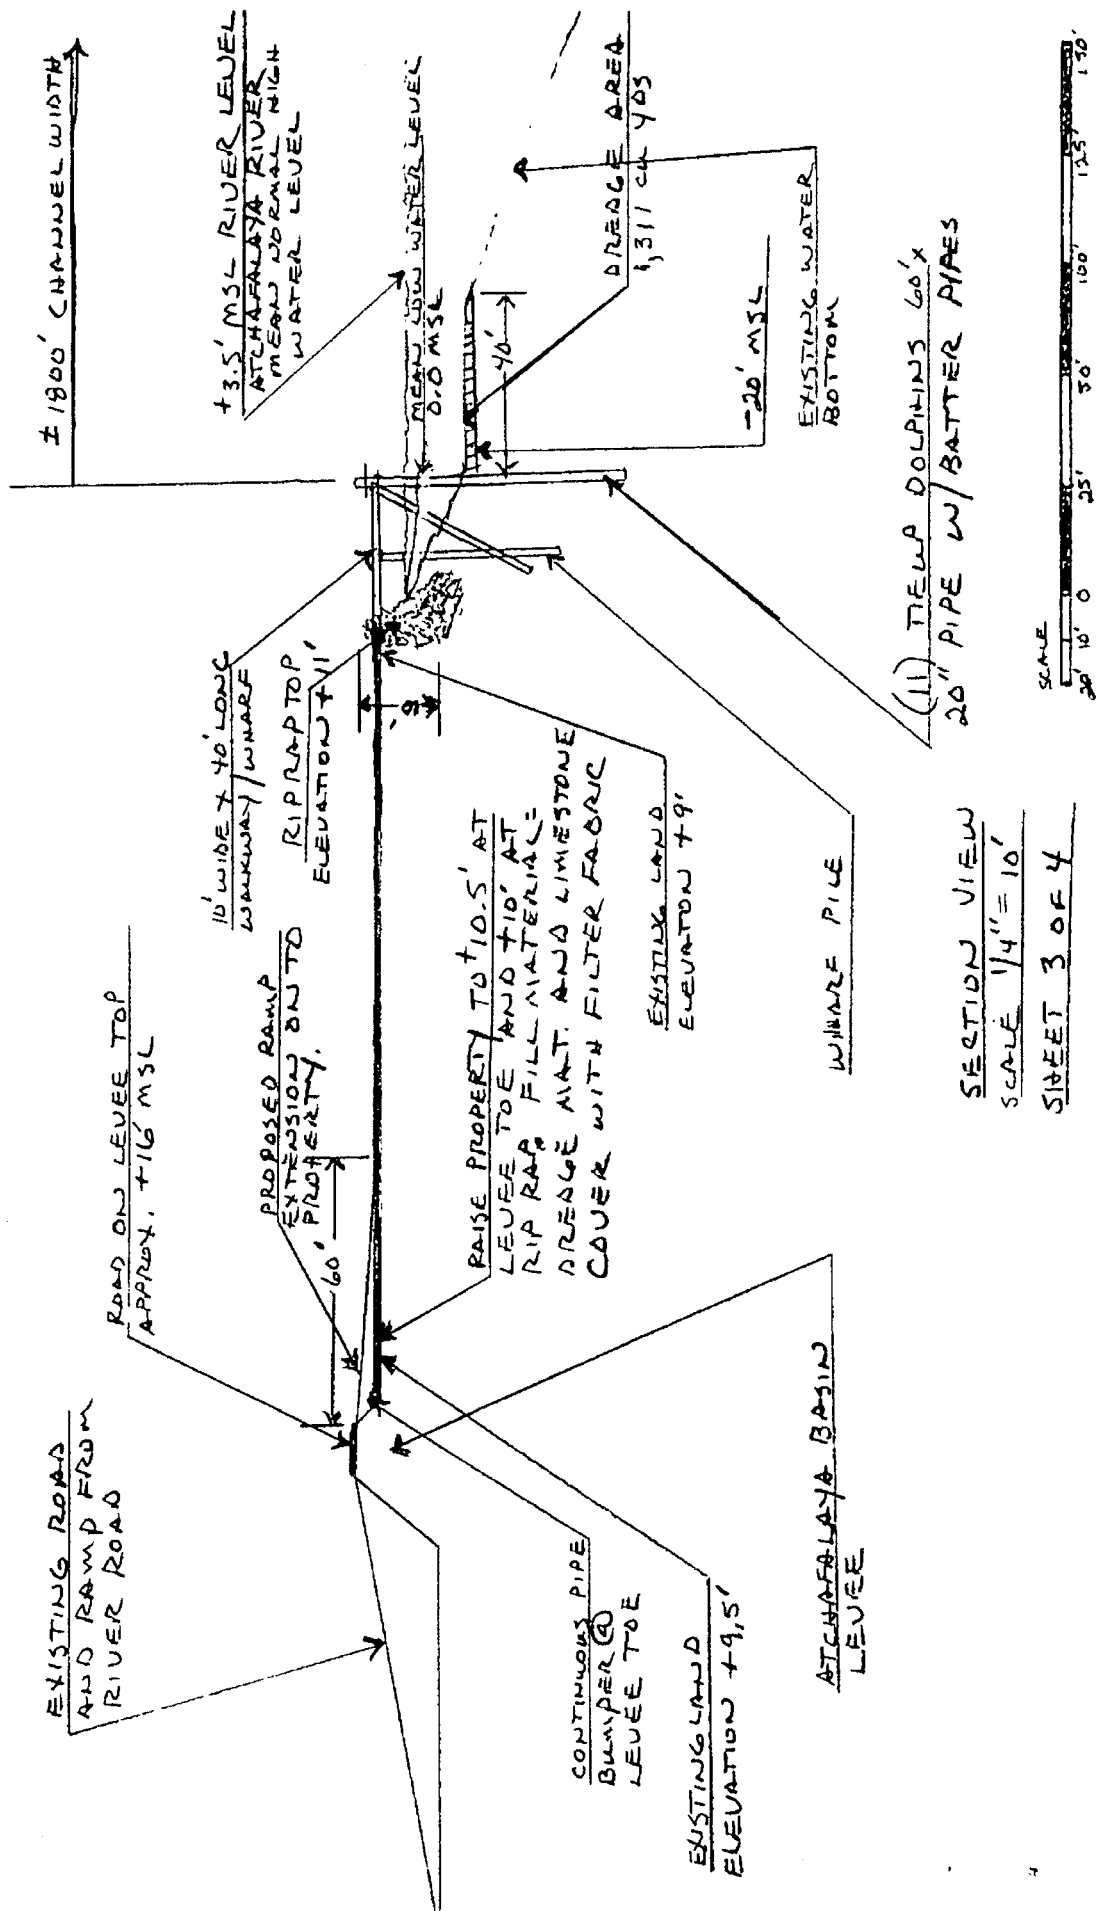 ± 1800' CHANNEL WIDTH
+3.5' MSL RIVER LEVEL
ATCHAFALAYA RIVER
MEAN NORMAL HIGH
WATER LEVEL
MEAN LOW WATER LEVEL
0.0 MSL
DREAGE AREA
1,311 cu yds
40'
-20' MSL
EXISTING WATER
BOTTOM
10' WIDE x 40' LONG
WALKWAY/WHARF
RIPRAP TOP
ELEVATION + 11'
9'
EXISTING LAND
ELEVATION +9'
WHARF PILE
(11) TIEUP DOLPHINS 60' x
20" PIPE W/BATTER PIPES
ROAD ON LEVEE TOP
APPROX. +16' MSL
PROPOSED RAMP
EXTENSION ON TO
PROPERTY.
60'
RAISE PROPERTY TO +10.5' AT
LEVEE TOE AND +10' AT
RIP RAP. FILL MATERIAL =
DREAGE MAT. AND LIMESTONE
COVER WITH FILTER FABRIC
EXISTING ROAD
AND RAMP FROM
RIVER ROAD
CONTINUOUS PIPE
BUMPER @
LEVEE TOE
EXISTING LAND
ELEVATION +9,5'
ATCHAFALAYA BASIN
LEVEE
SERTION VIEW
SCALE 1/4" = 10'
SHEET 3 OF 4
SCALE
20' 10' 0 25' 50' 100' 125' 150'